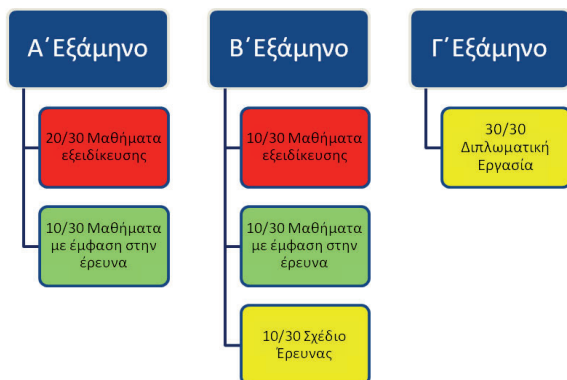 Α΄Εξάμηνο
20/30 Μαθήματα
εξειδίκευσης
10/30 Μαθήματα
με έμφαση στην
έρευνα
Β΄Εξάμηνο
10/30 Μαθήματα
εξειδίκευσης
10/30 Μαθήματα
με έμφαση στην
έρευνα
10/30 Σχέδιο
Έρευνας
Γ΄Εξάμηνο
30/30
Διπλωματική
Εργασία